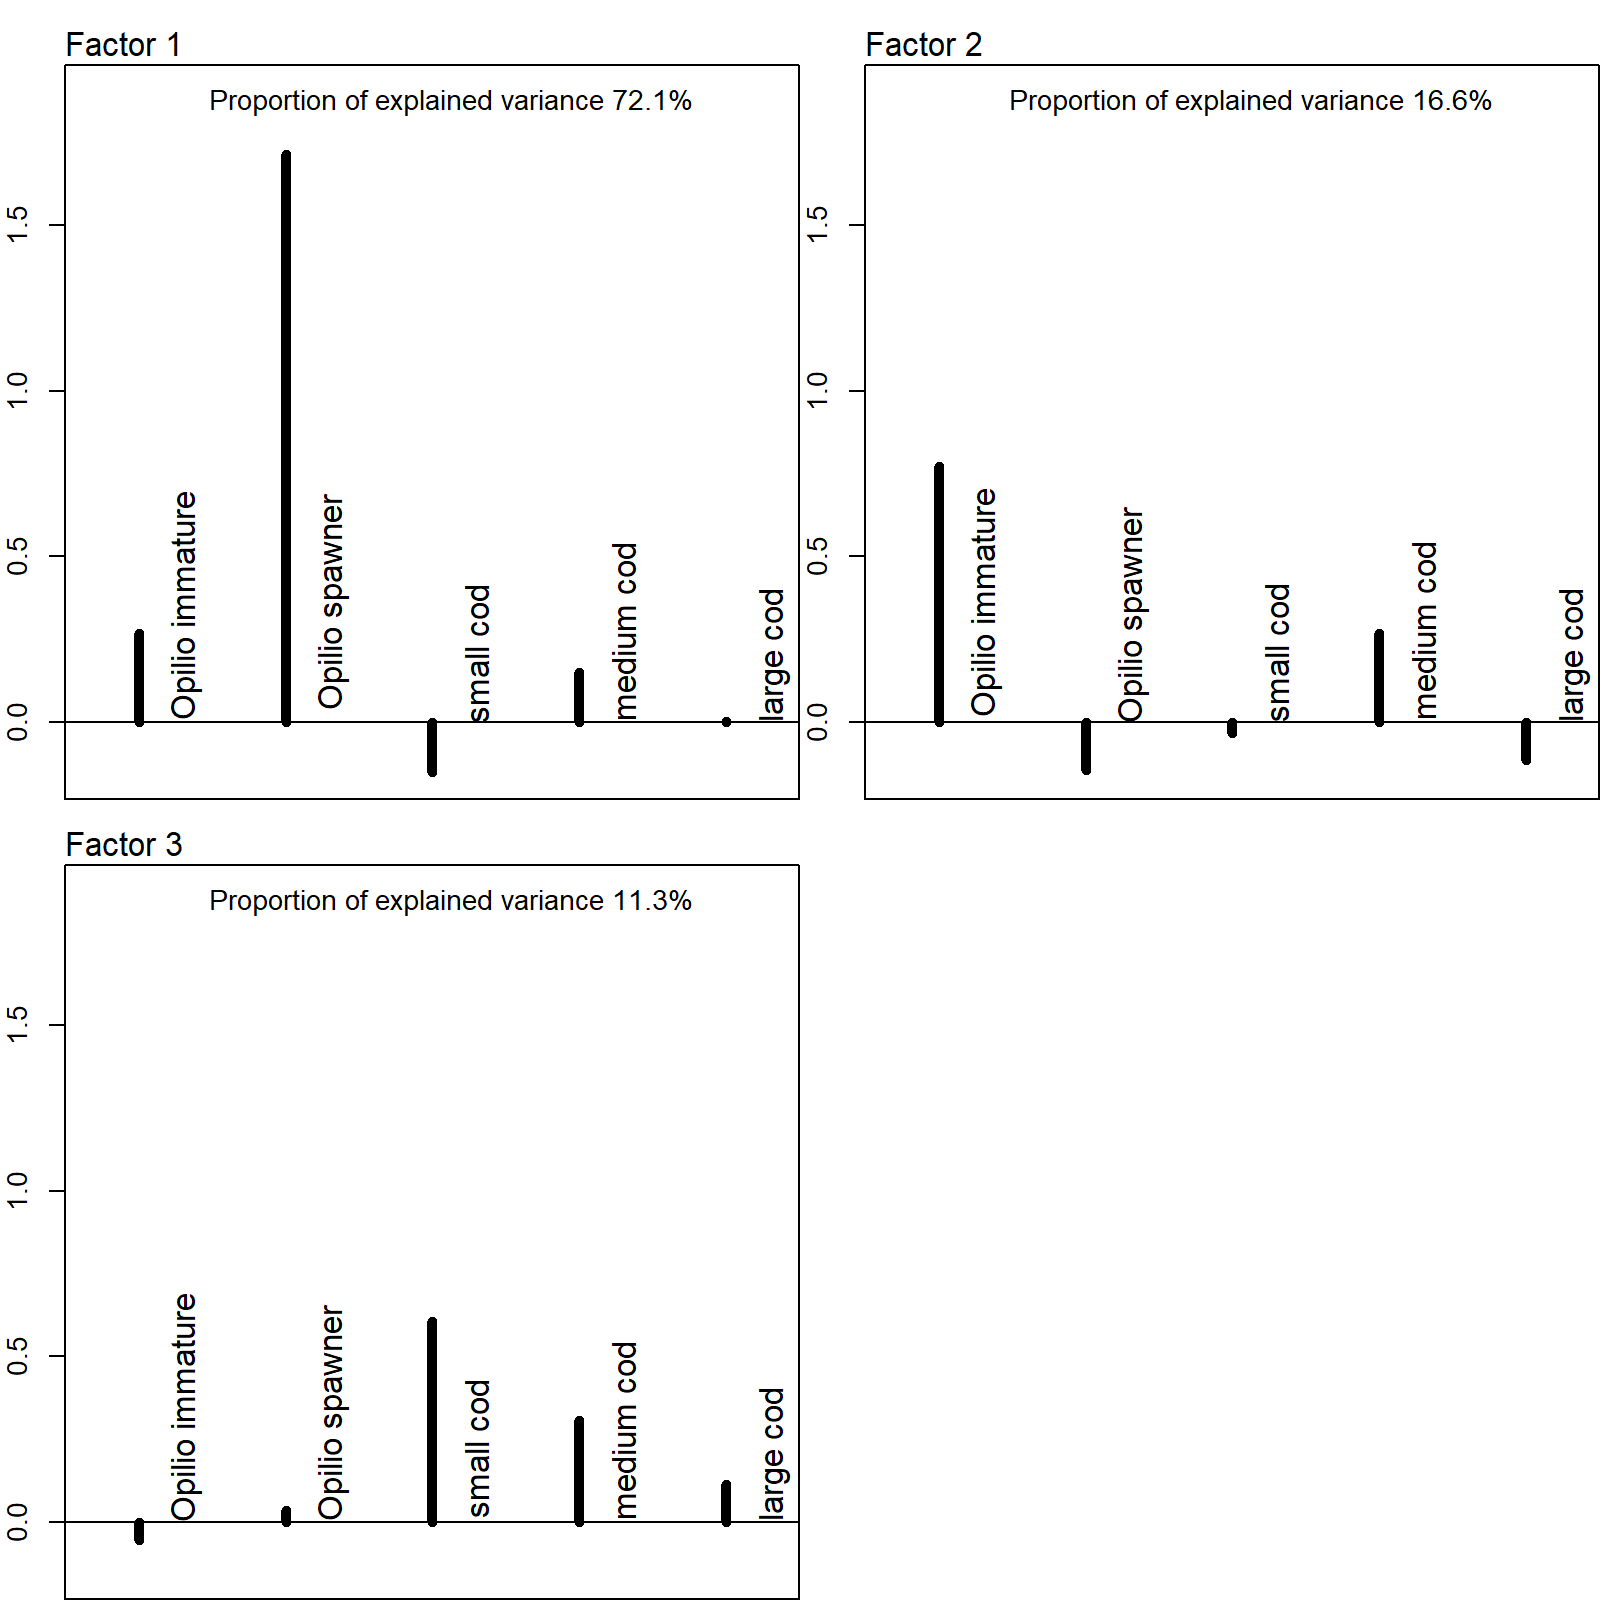 Factor 1
Proportion of explained variance 72.1%
1.5
1.0
0.5
0.0
Opilio immature
Opilio spawner
small cod
medium cod
large cod
Factor 2
Proportion of explained variance 16.6%
1.5
1.0
0.5
0.0
Opilio immature
Opilio spawner
small cod
medium cod
large cod
Factor 3
Proportion of explained variance 11.3%
1.5
1.0
0.5
0.0
Opilio immature
Opilio spawner
small cod
medium cod
large cod